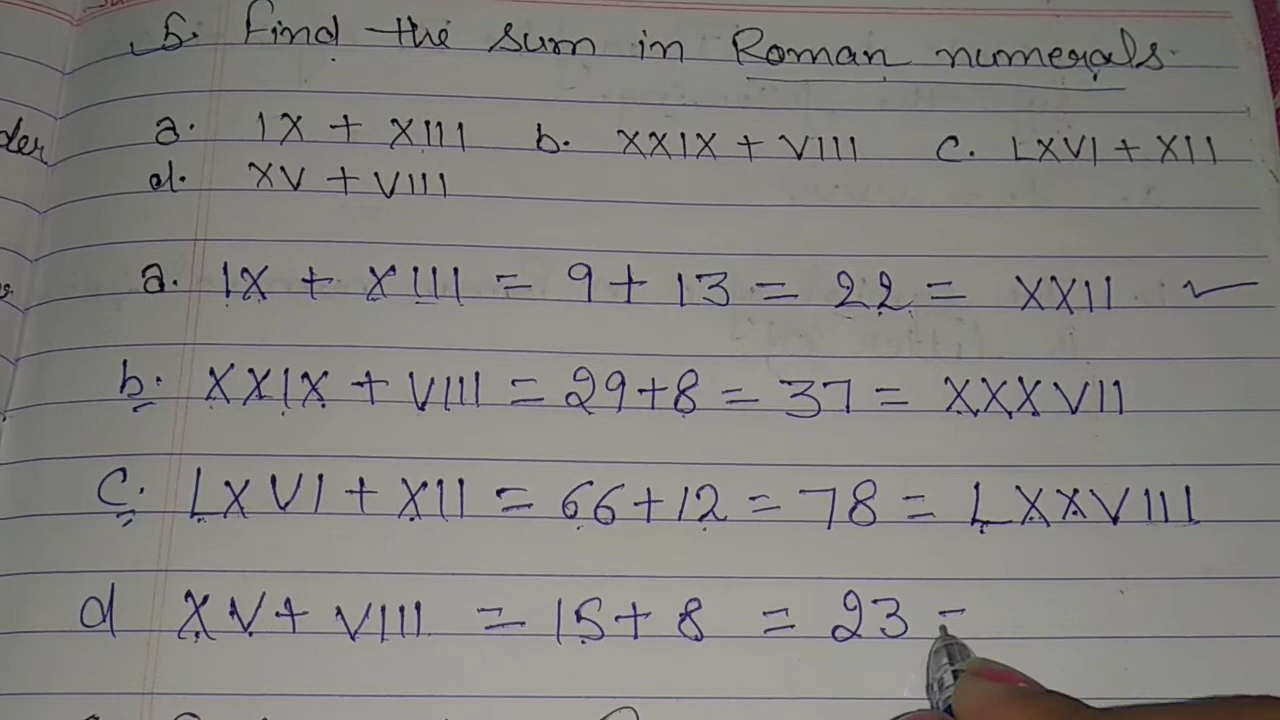 5. Find the sum in Roman numerals.
a. IX + XIII b. XXIX + VIII c. LXVI + XII
d. XV + VIII
a. IX + XIII = 9 + 13 = 22 = XXII
b. XXIX + VIII = 29 + 8 = 37 = XXXVII
c. LXVI + XII = 66 + 12 = 78 = LXXVIII
d XV + VIII = 15 + 8 = 23 =